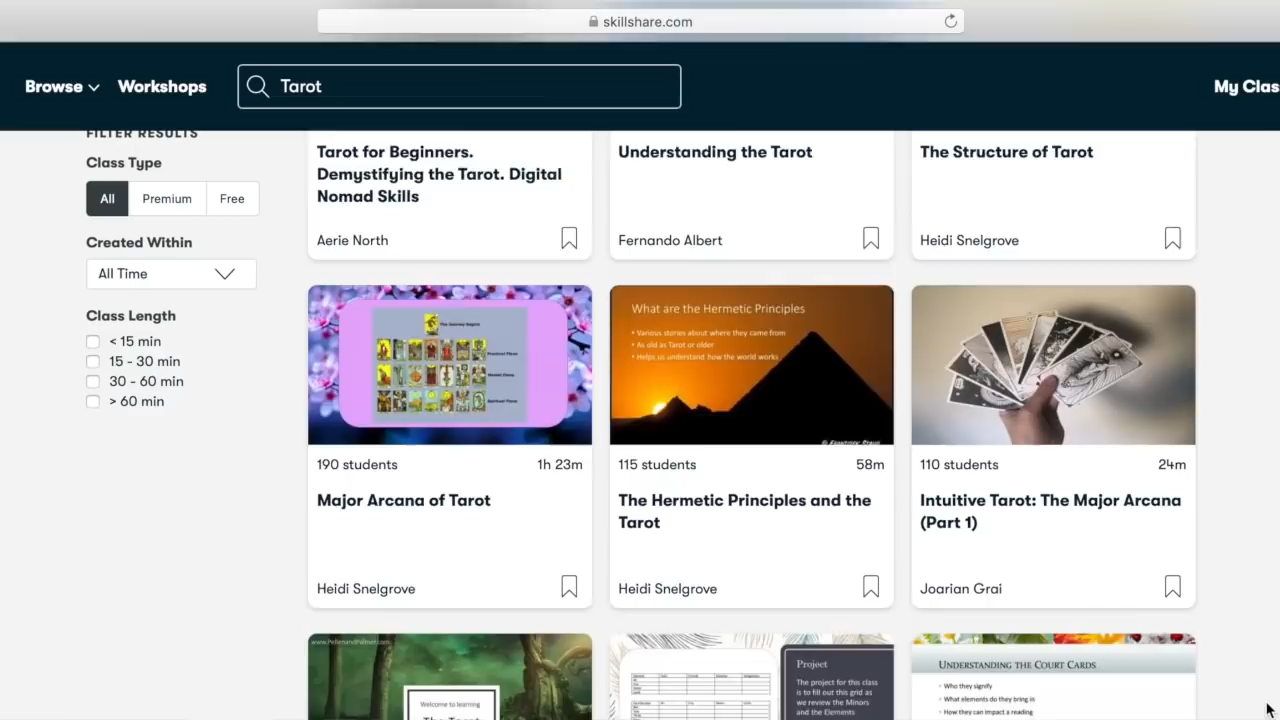 skillshare.com
Browse
Workshops
Tarot
My Clas
FILTER RESULTS
Class Type
All
Premium
Free
Created Within
All Time
Class Length
< 15 min
15 - 30 min
30 - 60 min
> 60 min
Tarot for Beginners.
Demystifying the Tarot. Digital
Nomad Skills
Aerie North
Understanding the Tarot
Fernando Albert
The Structure of Tarot
Heidi Snelgrove
The Journey Begins
190 students
1h 23m
Major Arcana of Tarot
Heidi Snelgrove
What are the Hermetic Principles
• Various stories about where they came from
• As old as Tarot or older
• Helps us understand how the world works
115 students
58m
The Hermetic Principles and the
Tarot
Heidi Snelgrove
110 students
24m
Intuitive Tarot: The Major Arcana
(Part 1)
Joarian Grai
Welcome to learning
The Tarot
Project
The project for this class
is to fill out this grid as
we review the Minors
and the Elements
Understanding the Court Cards
• Who they signify
• What elements do they bring in
• How they can impact a reading